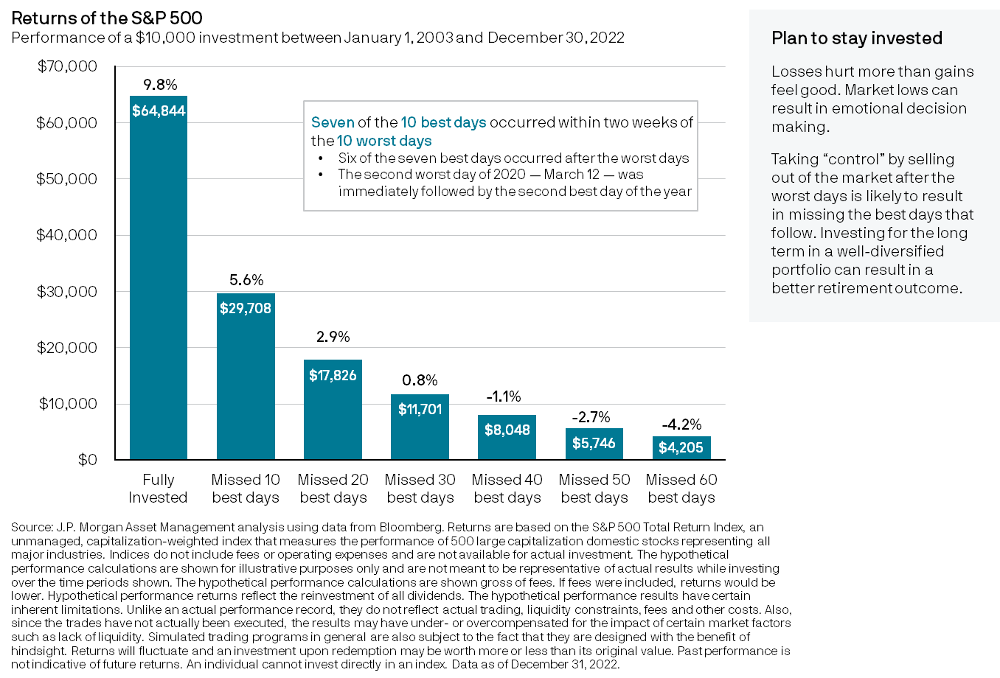 Returns of the S&P 500
Performance of a $10,000 investment between January 1, 2003 and December 30, 2022
$70,000
$60,000
$50,000
$40,000
$30,000
$20,000
$10,000
$0
9.8%
$64,844
5.6%
$29,708
2.9%
$17,826
0.8%
$11,701
-1.1%
$8,048
-2.7%
$5,746
-4.2%
$4,205
Seven of the 10 best days occurred within two weeks of
the 10 worst days
• Six of the seven best days occurred after the worst days
• The second worst day of 2020 — March 12 — was
immediately followed by the second best day of the year
Fully
Invested
Missed 10
best days
Missed 20
best days
Missed 30
best days
Missed 40
best days
Missed 50
best days
Missed 60
best days
Plan to stay invested
Losses hurt more than gains
feel good. Market lows can
result in emotional decision
making.
Taking “control” by selling
out of the market after the
worst days is likely to result
in missing the best days that
follow. Investing for the long
term in a well-diversified
portfolio can result in a
better retirement outcome.
Source: J.P. Morgan Asset Management analysis using data from Bloomberg. Returns are based on the S&P 500 Total Return Index, an
unmanaged, capitalization-weighted index that measures the performance of 500 large capitalization domestic stocks representing all
major industries. Indices do not include fees or operating expenses and are not available for actual investment. The hypothetical
performance calculations are shown for illustrative purposes only and are not meant to be representative of actual results while investing
over the time periods shown. The hypothetical performance calculations are shown gross of fees. If fees were included, returns would be
lower. Hypothetical performance returns reflect the reinvestment of all dividends. The hypothetical performance results have certain
inherent limitations. Unlike an actual performance record, they do not reflect actual trading, liquidity constraints, fees and other costs. Also,
since the trades have not actually been executed, the results may have under- or overcompensated for the impact of certain market factors
such as lack of liquidity. Simulated trading programs in general are also subject to the fact that they are designed with the benefit of
hindsight. Returns will fluctuate and an investment upon redemption may be worth more or less than its original value. Past performance is
not indicative of future returns. An individual cannot invest directly in an index. Data as of December 31, 2022.